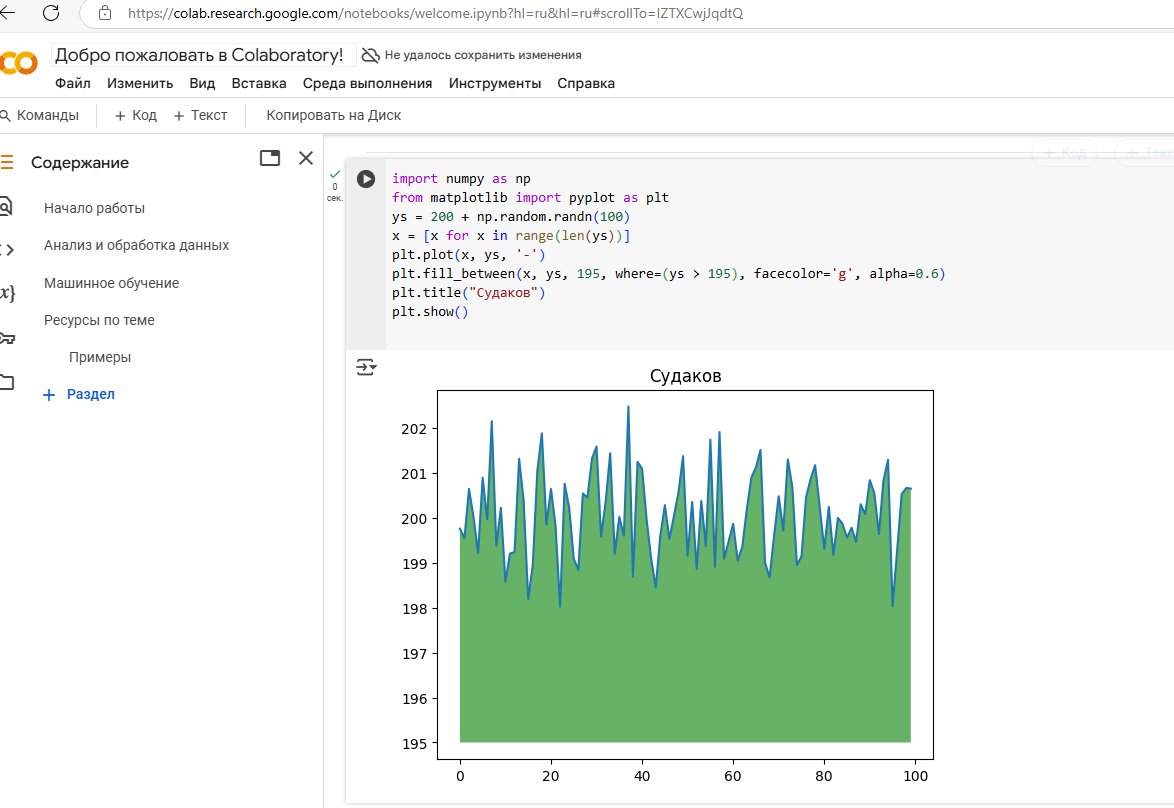 https://colab.research.google.com/notebooks/welcome.ipynb?hl=ru&hl=ru#scrollTo=IZTXCwjJqdtQ
Добро пожаловать в Colaboratory! Не удалось сохранить изменения
Файл Изменить Вид Вставка Среда выполнения Инструменты Справка
Команды + Код + Текст Копировать на Диск
Содержание
Начало работы
Анализ и обработка данных
Машинное обучение
Ресурсы по теме
Примеры
+ Раздел
+ Код
0
сек.
import numpy as np
from matplotlib import pyplot as plt
ys = 200 + np.random.randn(100)
x = [x for x in range(len(ys))]
plt.plot(x, ys, '-')
plt.fill_between(x, ys, 195, where=(ys > 195), facecolor='g', alpha=0.6)
plt.title("Судаков")
plt.show()
Судаков
202
201
200
199
198
197
196
195
0 20 40 60 80 100